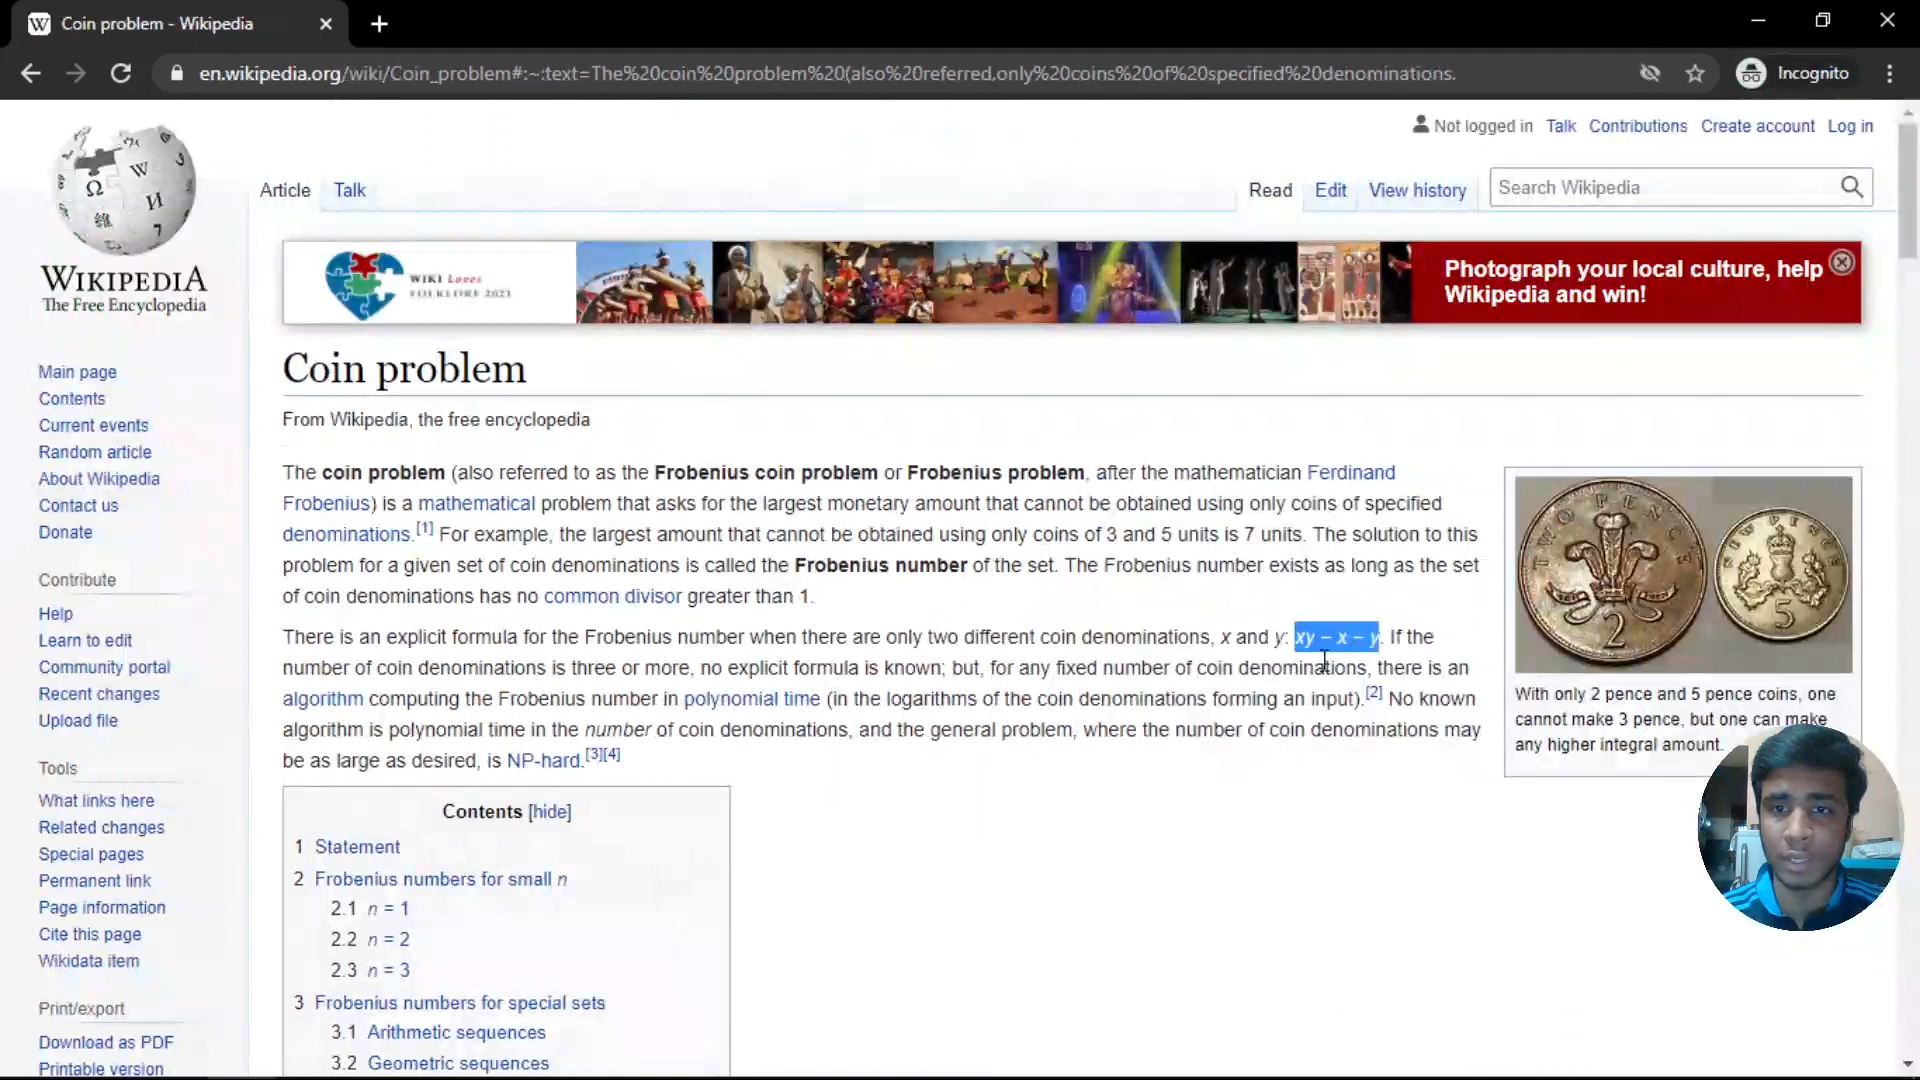 Coin problem - Wikipedia
en.wikipedia.org/wiki/Coin_problem#:~:text=The%20coin%20problem%20(also%20referred,only%20coins%20of%20specified%20denominations.
Incognito
Not logged in Talk Contributions Create account Log in
Article Talk
Read Edit View history
Search Wikipedia
WIKIPEDIA
The Free Encyclopedia
WIKI Loves
FOLKLORE 2021
Photograph your local culture, help
Wikipedia and win!
Main page
Contents
Current events
Random article
About Wikipedia
Contact us
Donate
Contribute
Help
Learn to edit
Community portal
Recent changes
Upload file
Tools
What links here
Related changes
Special pages
Permanent link
Page information
Cite this page
Wikidata item
Print/export
Download as PDF
Printable version
Coin problem
From Wikipedia, the free encyclopedia
The coin problem (also referred to as the Frobenius coin problem or Frobenius problem, after the mathematician Ferdinand
Frobenius) is a mathematical problem that asks for the largest monetary amount that cannot be obtained using only coins of specified
denominations.[1] For example, the largest amount that cannot be obtained using only coins of 3 and 5 units is 7 units. The solution to this
problem for a given set of coin denominations is called the Frobenius number of the set. The Frobenius number exists as long as the set
of coin denominations has no common divisor greater than 1.
There is an explicit formula for the Frobenius number when there are only two different coin denominations, x and y: xy − x − y. If the
number of coin denominations is three or more, no explicit formula is known; but, for any fixed number of coin denominations, there is an
algorithm computing the Frobenius number in polynomial time (in the logarithms of the coin denominations forming an input).[2] No known
algorithm is polynomial time in the number of coin denominations, and the general problem, where the number of coin denominations may
be as large as desired, is NP-hard.[3][4]
TWO PENCE
2
NEW PENCE
5
With only 2 pence and 5 pence coins, one
cannot make 3 pence, but one can make
any higher integral amount.
Contents [hide]
1 Statement
2 Frobenius numbers for small n
2.1 n = 1
2.2 n = 2
2.3 n = 3
3 Frobenius numbers for special sets
3.1 Arithmetic sequences
3.2 Geometric sequences